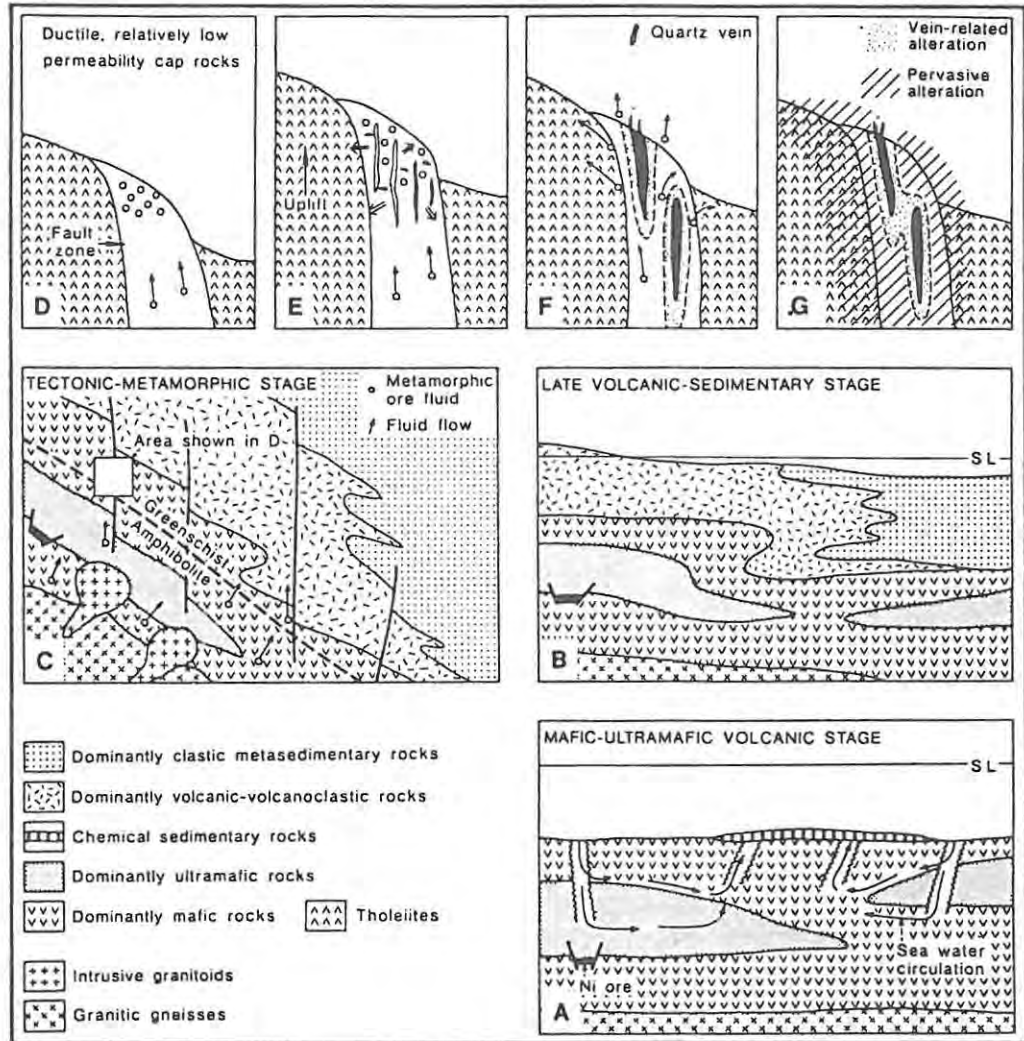 Ductile, relatively low
permeability cap rocks
Fault
zone
D
Uplift
E
Quartz vein
F
Vein-related
alteration
Pervasive
alteration
G
TECTONIC-METAMORPHIC STAGE
Metamorphic
ore fluid
Fluid flow
Area shown in D
Greenschist
Amphibolite
C
LATE VOLCANIC-SEDIMENTARY STAGE
SL
B
Dominantly clastic metasedimentary rocks
Dominantly volcanic-volcanoclastic rocks
Chemical sedimentary rocks
Dominantly ultramafic rocks
Dominantly mafic rocks
Tholeiites
Intrusive granitoids
Granitic gneisses
MAFIC-ULTRAMAFIC VOLCANIC STAGE
SL
Sea water
circulation
Ni ore
A